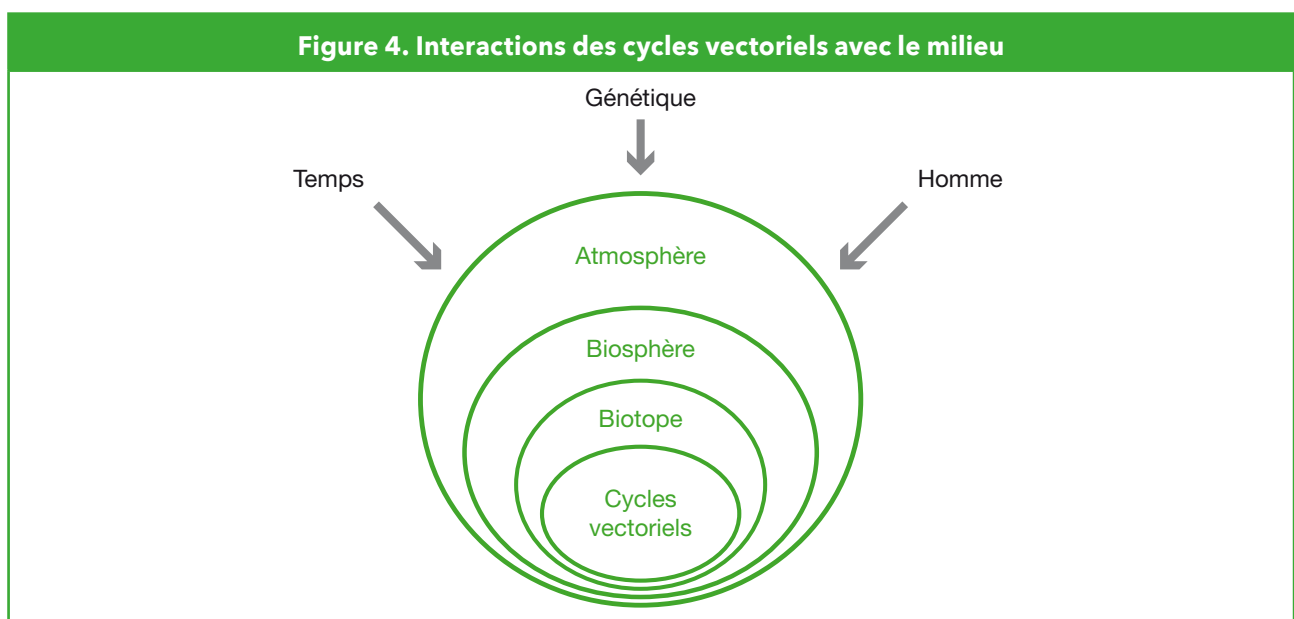 Figure 4. Interactions des cycles vectoriels avec le milieu
Génétique
Temps
Homme
Atmosphère
Biosphère
Biotope
Cycles
vectoriels